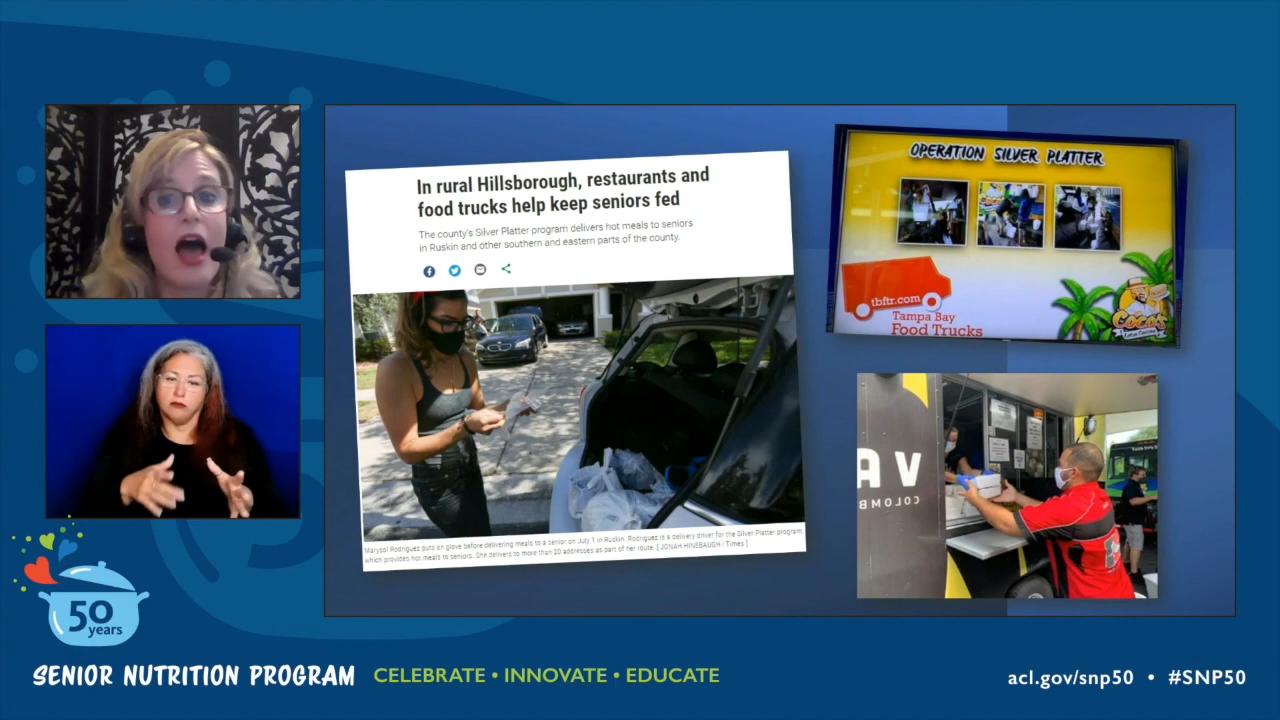 In rural Hillsborough, restaurants and
food trucks help keep seniors fed
The county's Silver Platter program delivers hot meals to seniors
in Ruskin and other southern and eastern parts of the county.
Marysol Rodriguez puts on glove before delivering meals to a senior on July 1 in Ruskin. Rodriguez is a delivery driver for the Silver Platter program,
which provides hot meals to seniors. She delivers to more than 20 addresses as part of her route. [ JONAH HINEBAUGH | Times ]
OPERATION SILVER PLATTER
tbftr.com
Tampa Bay
Food Trucks
Coco's
AV
COLOMB
50
years
SENIOR NUTRITION PROGRAM
CELEBRATE • INNOVATE • EDUCATE
acl.gov/snp50 • #SNP50